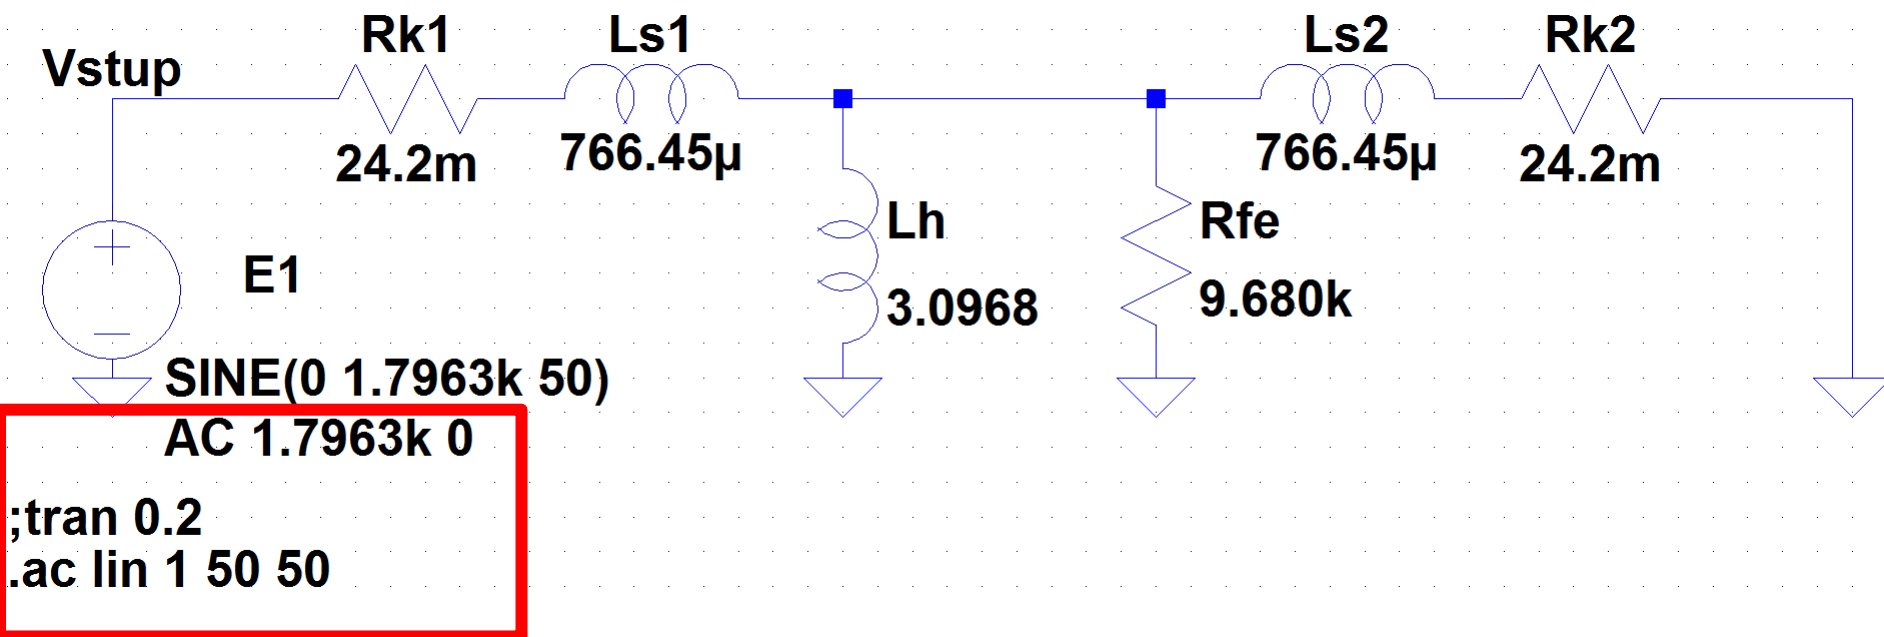 Vstup
Rk1
24.2m
Ls1
766.45µ
Ls2
766.45µ
Rk2
24.2m
Lh
3.0968
Rfe
9.680k
E1
SINE(0 1.7963k 50)
AC 1.7963k 0
;tran 0.2
.ac lin 1 50 50